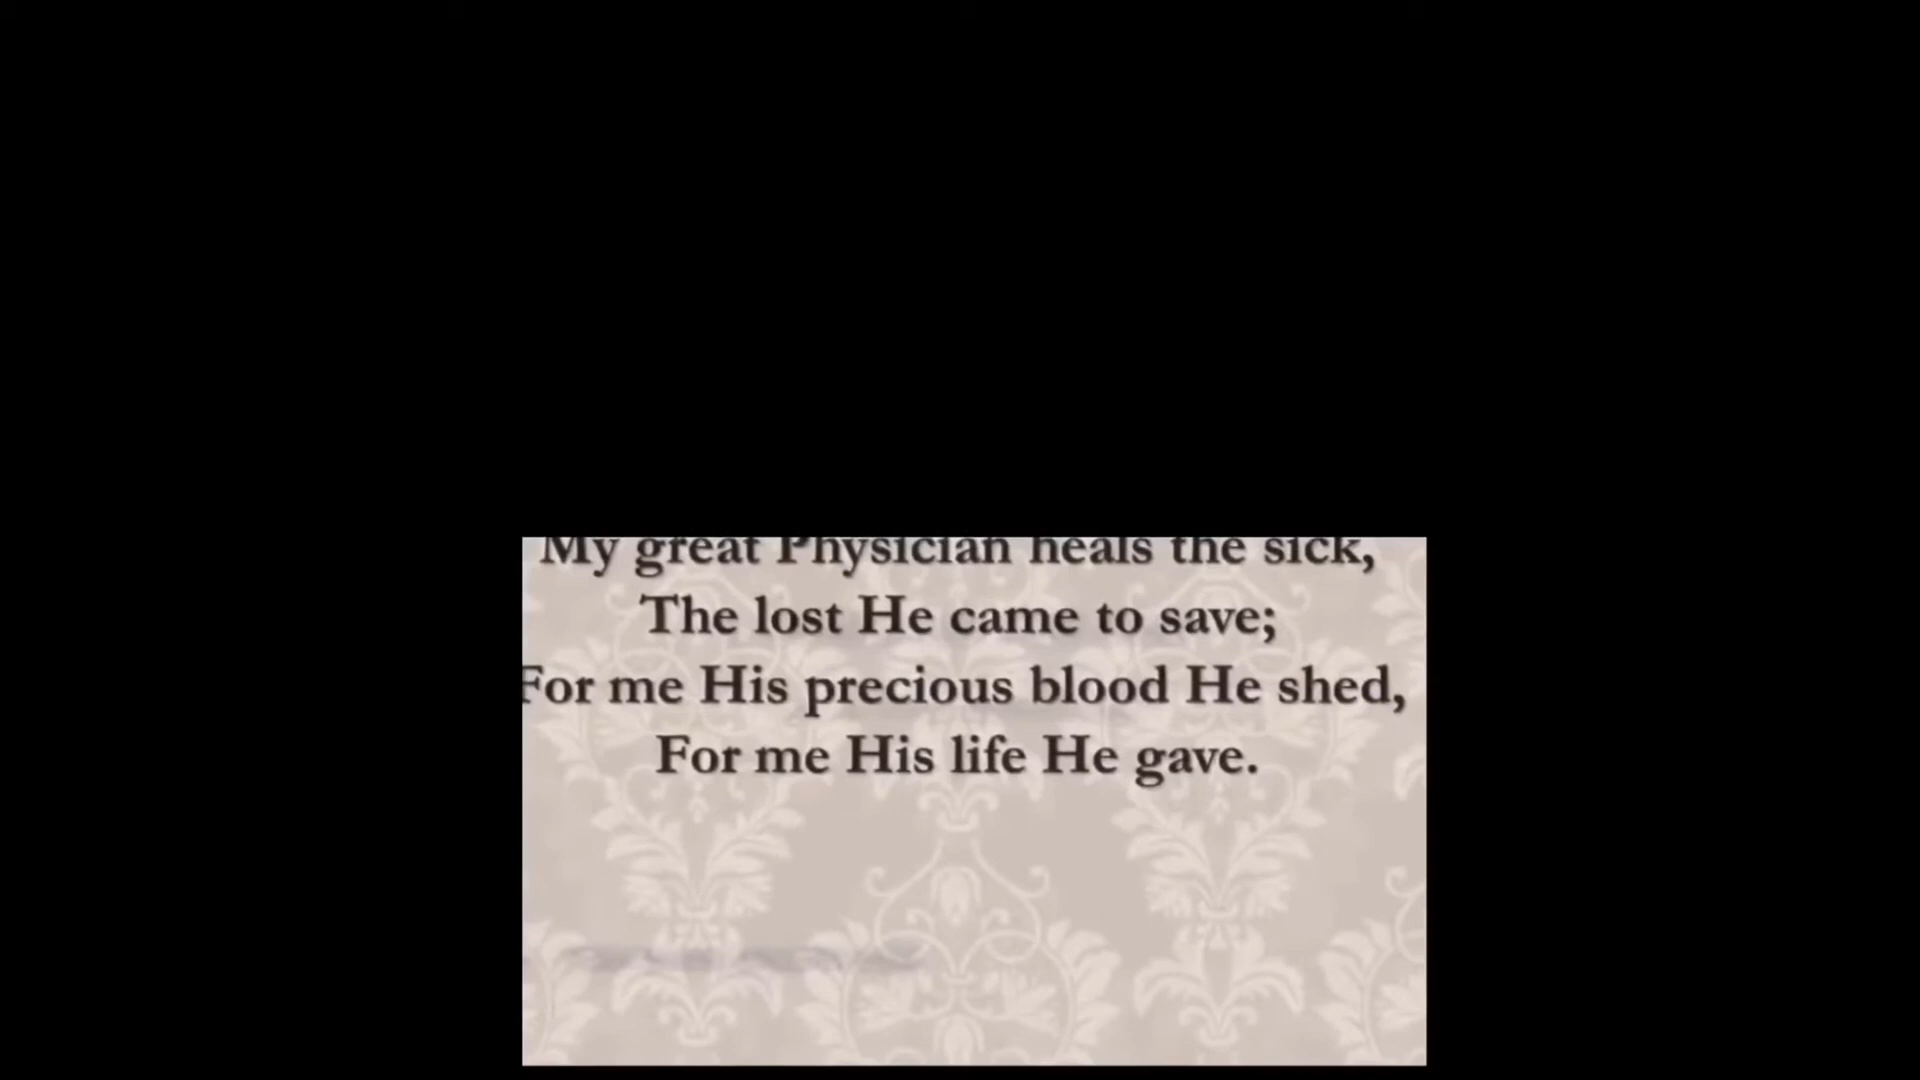 My great Physician heals the sick,
The lost He came to save;
For me His precious blood He shed,
For me His life He gave.